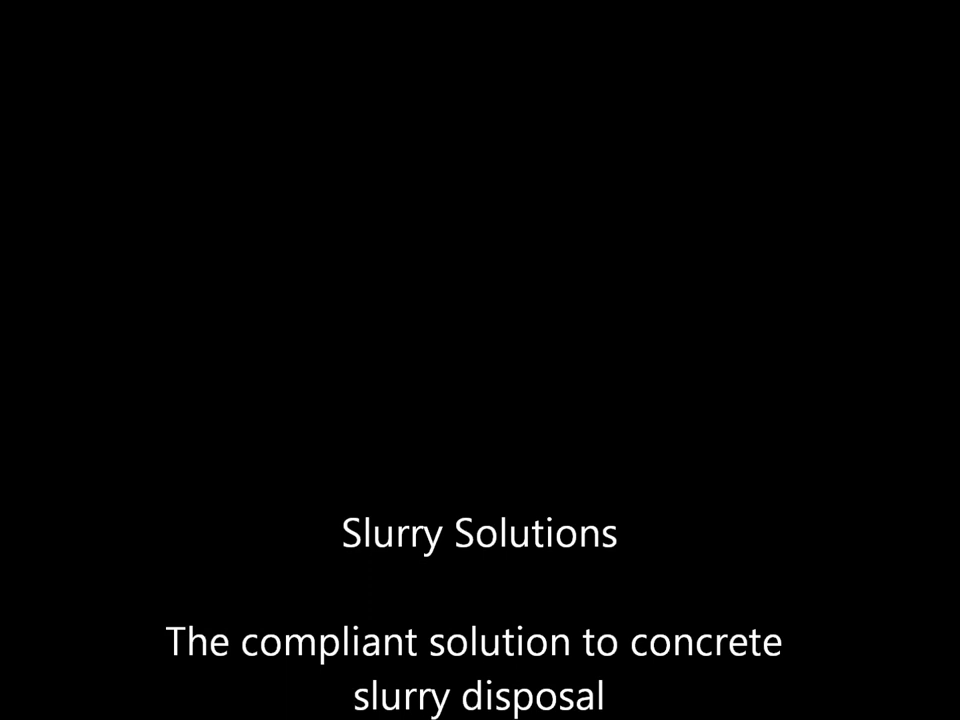 Slurry Solutions
The compliant solution to concrete
slurry disposal